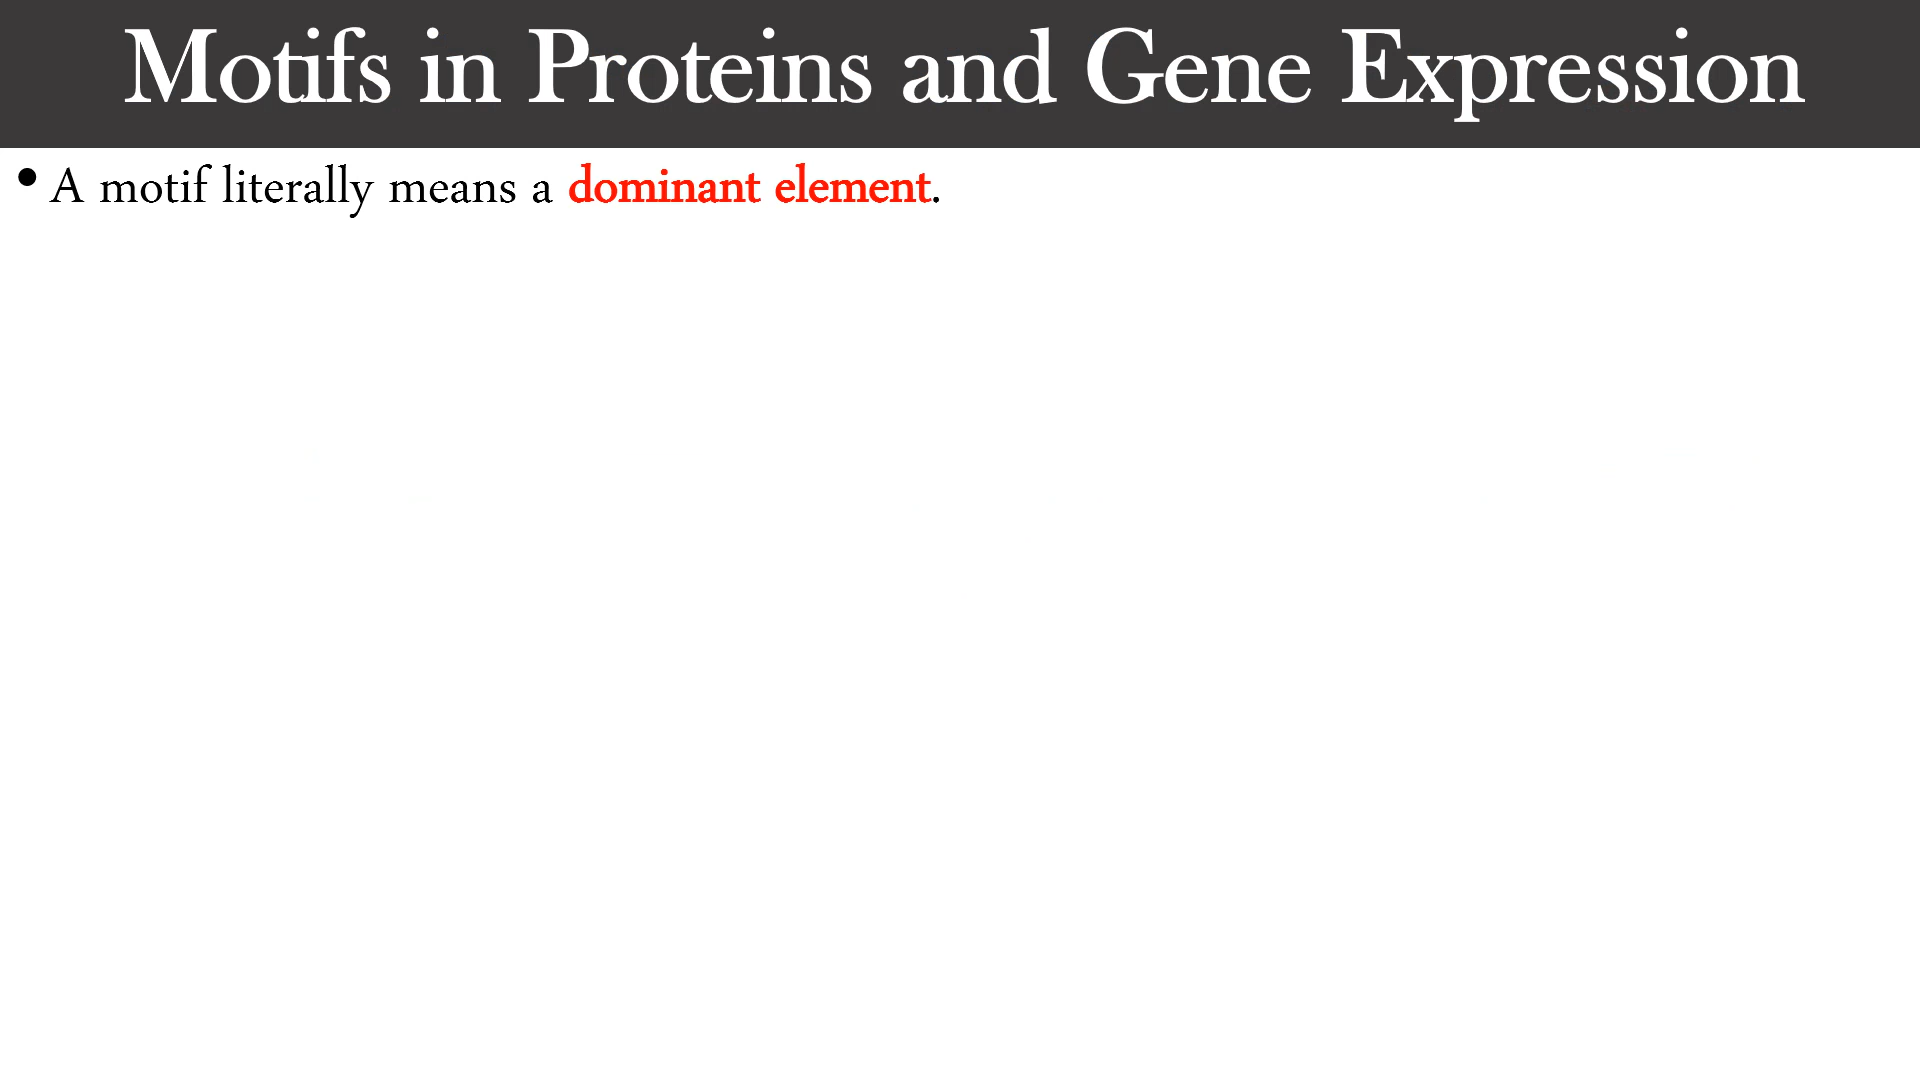 Motifs in Proteins and Gene Expression
• A motif literally means a dominant element.